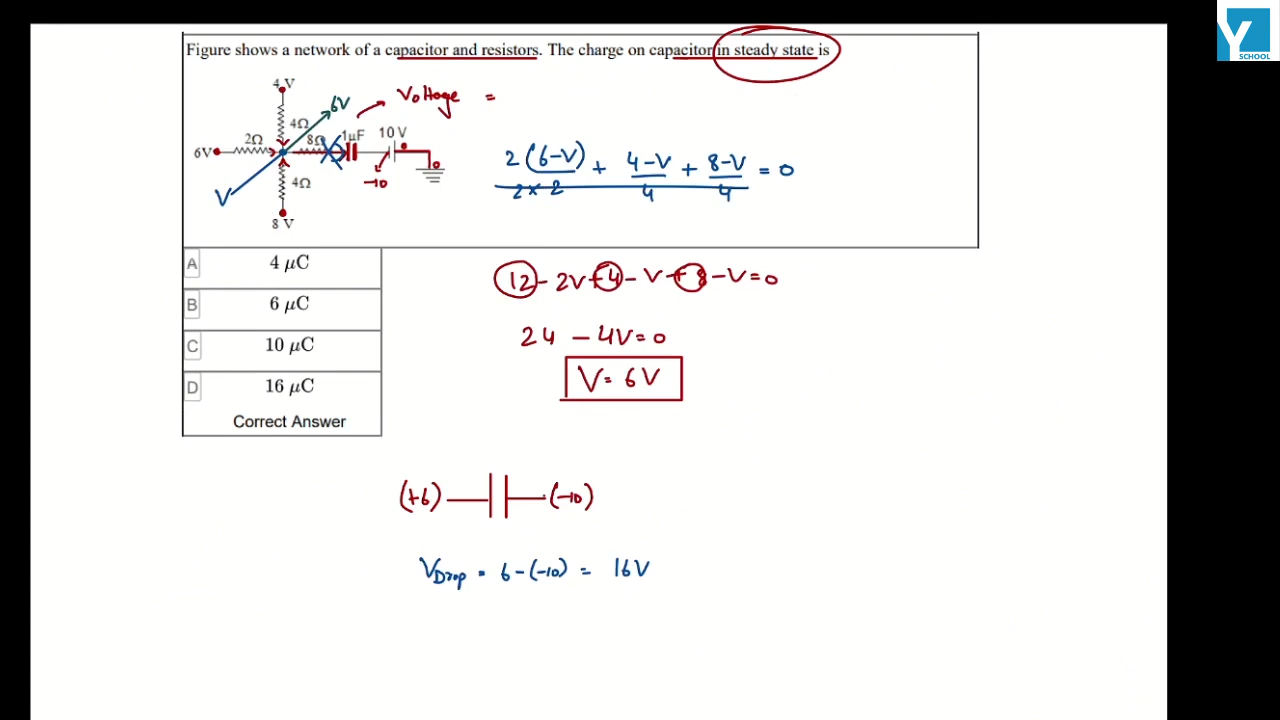 Y
SCHOOL
Figure shows a network of a capacitor and resistors. The charge on capacitor in steady state is
4 V
6V
Voltage =
4Ω
2Ω
8Ω
1μF
10 V
6V
-10
0
4Ω
V
8 V
2(6-V)/2×2 + 4-V/4 + 8-V/4 = 0
A 4 μC
B 6 μC
C 10 μC
D 16 μC
Correct Answer
12 - 2V + 4 - V + 8 - V = 0
24 - 4V = 0
V = 6V
(+6) (-10)
VDrop = 6-(-10) = 16V